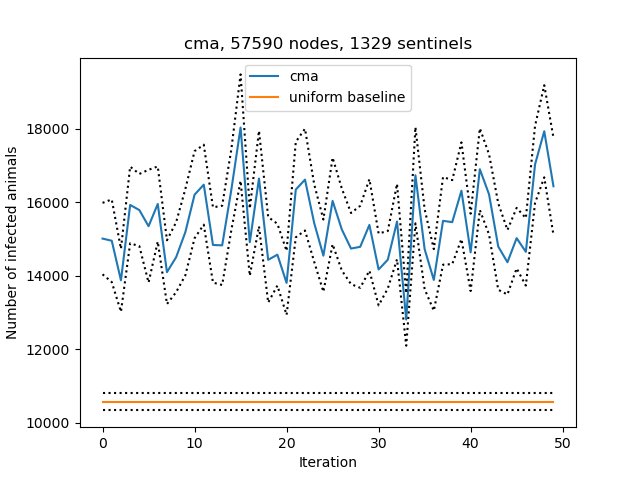 cma, 57590 nodes, 1329 sentinels
cma
uniform baseline
Number of infected animals
18000
16000
14000
12000
10000
0 10 20 30 40 50
Iteration